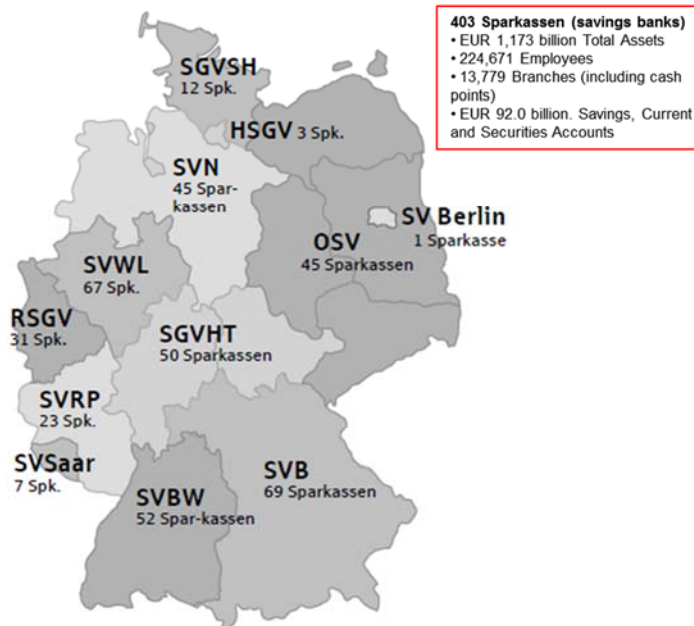 403 Sparkassen (savings banks)
• EUR 1,173 billion Total Assets
• 224,671 Employees
• 13,779 Branches (including cash
points)
• EUR 92.0 billion. Savings, Current
and Securities Accounts
SGVSH
12 Spk.
HSGV 3 Spk.
SVN
45 Spar-
kassen
SV Berlin
1 Sparkasse
OSV
45 Sparkassen
SVWL
67 Spk.
RSGV
31 Spk.
SGVHT
50 Sparkassen
SVRP
23 Spk.
SVSaar
7 Spk.
SVB
69 Sparkassen
SVBW
52 Spar-kassen